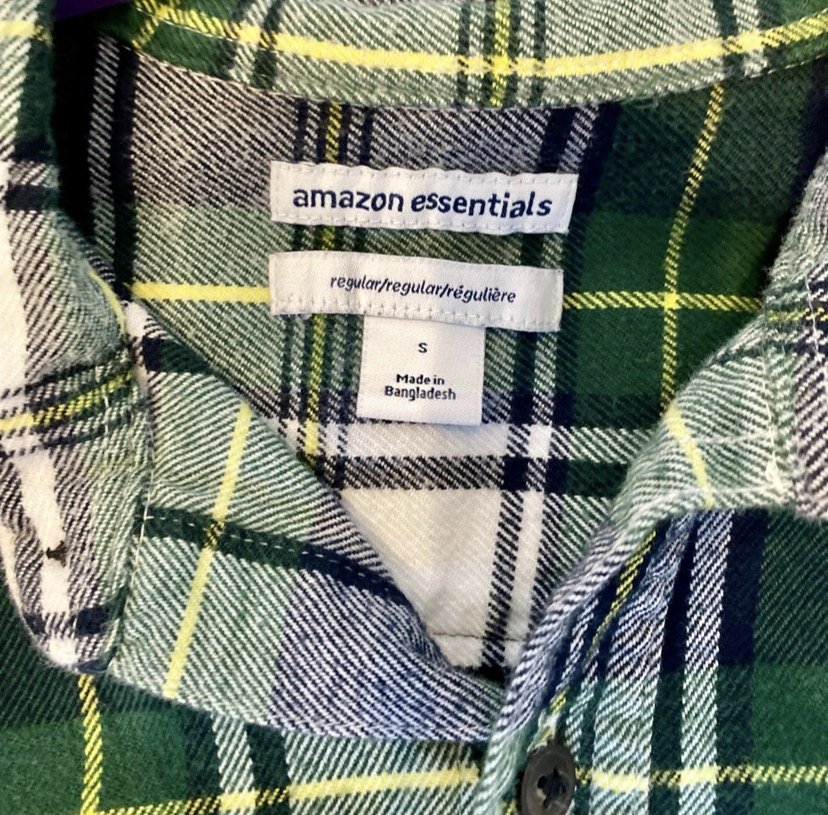 amazon essentials
regular/regular/régulière
S
Made in
Bangladesh